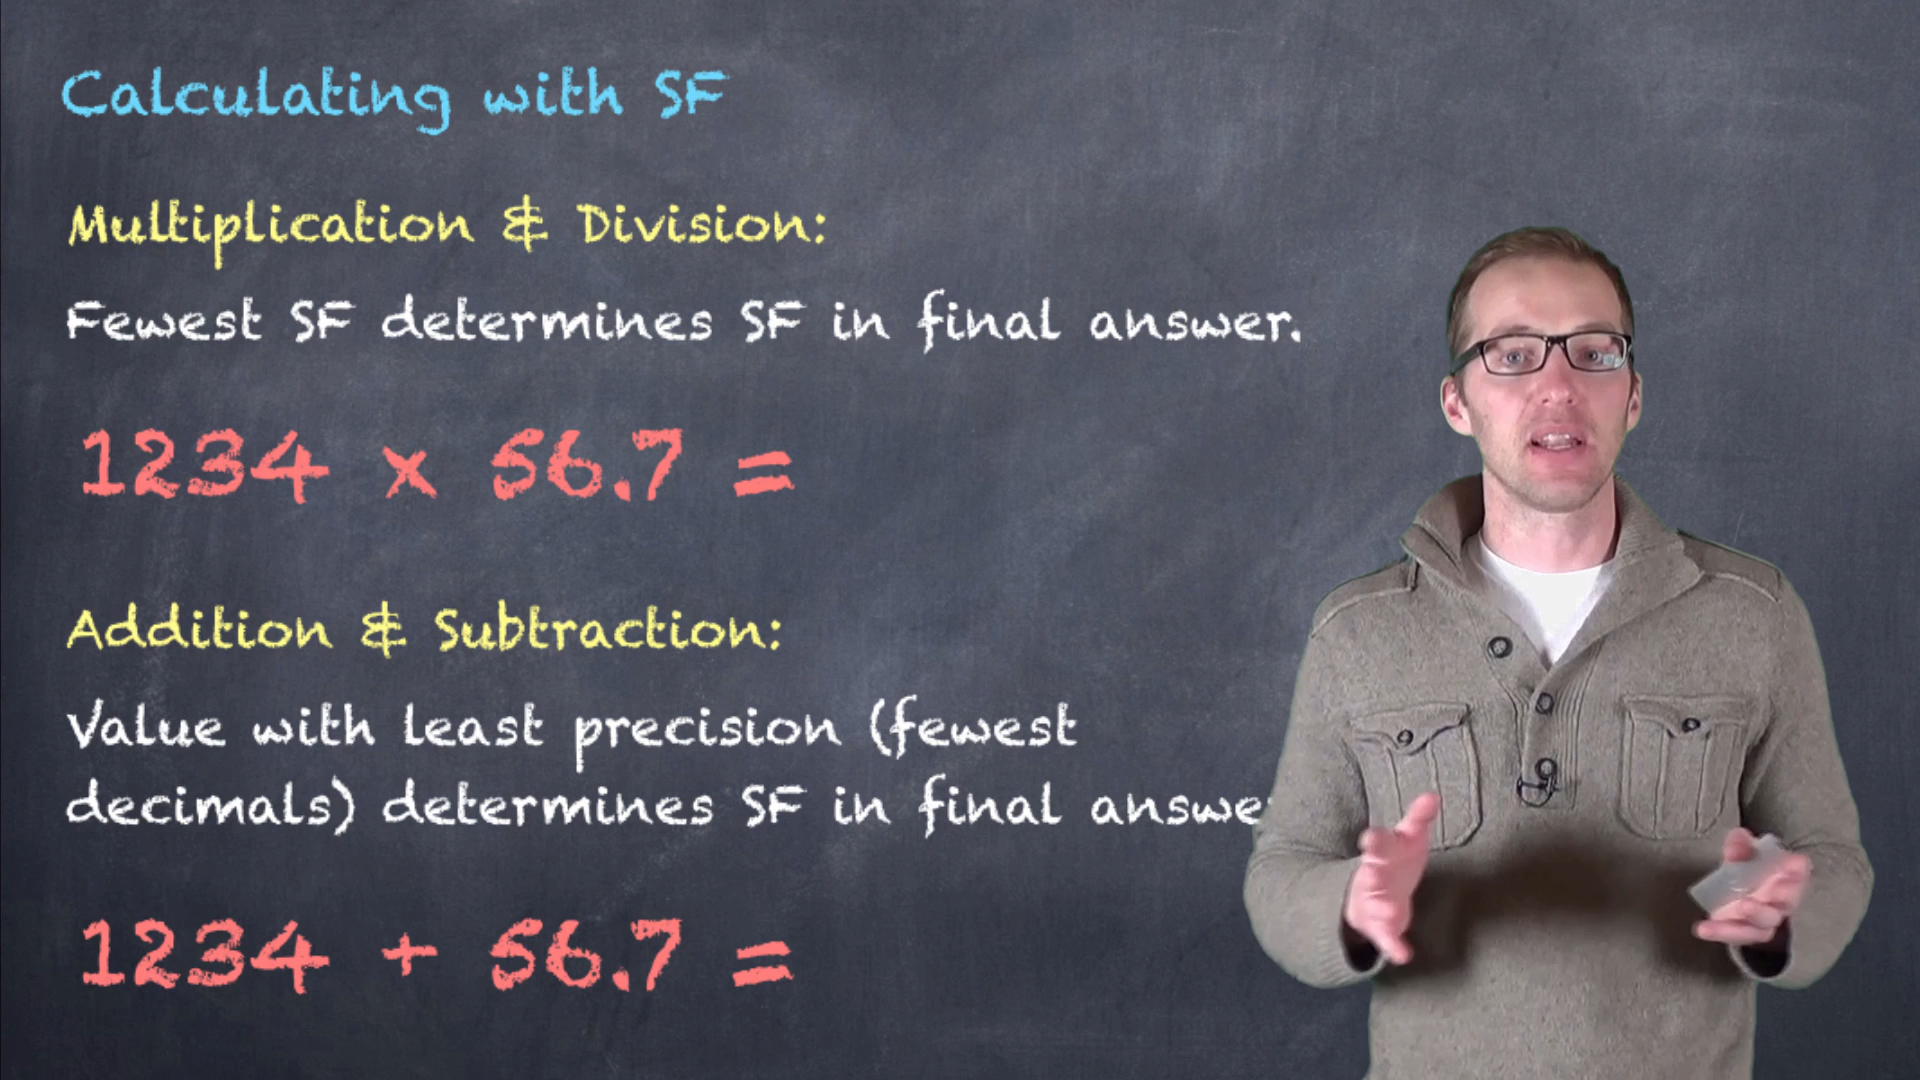 Calculating with SF
Multiplication & Division:
Fewest SF determines SF in final answer.
1234 x 56.7 =
Addition & Subtraction:
Value with least precision (fewest
decimals) determines SF in final answe
1234 + 56.7 =